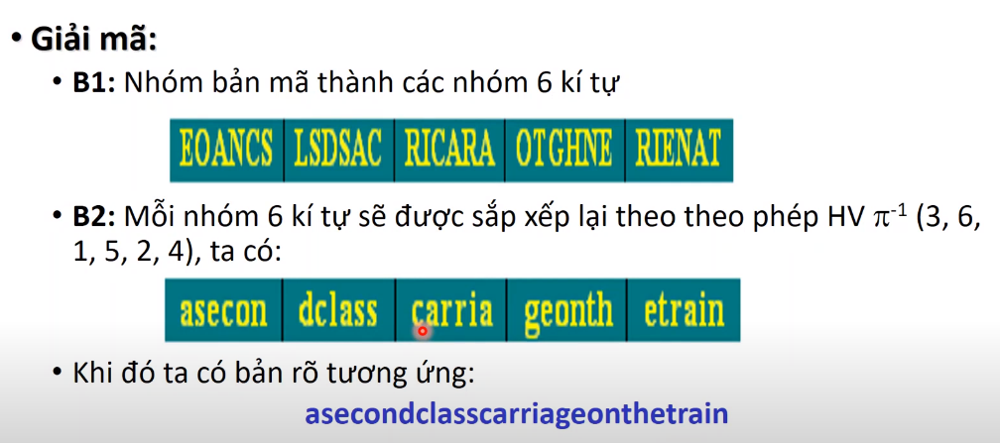 • Giải mã:
• B1: Nhóm bản mã thành các nhóm 6 kí tự
EOANCS LSDSAC RICARA OTGHNE RIENAT
• B2: Mỗi nhóm 6 kí tự sẽ được sắp xếp lại theo theo phép HV π-1 (3, 6,
1, 5, 2, 4), ta có:
asecon dclass carria geonth etrain
• Khi đó ta có bản rõ tương ứng:
asecondclasscarriageonthetrain